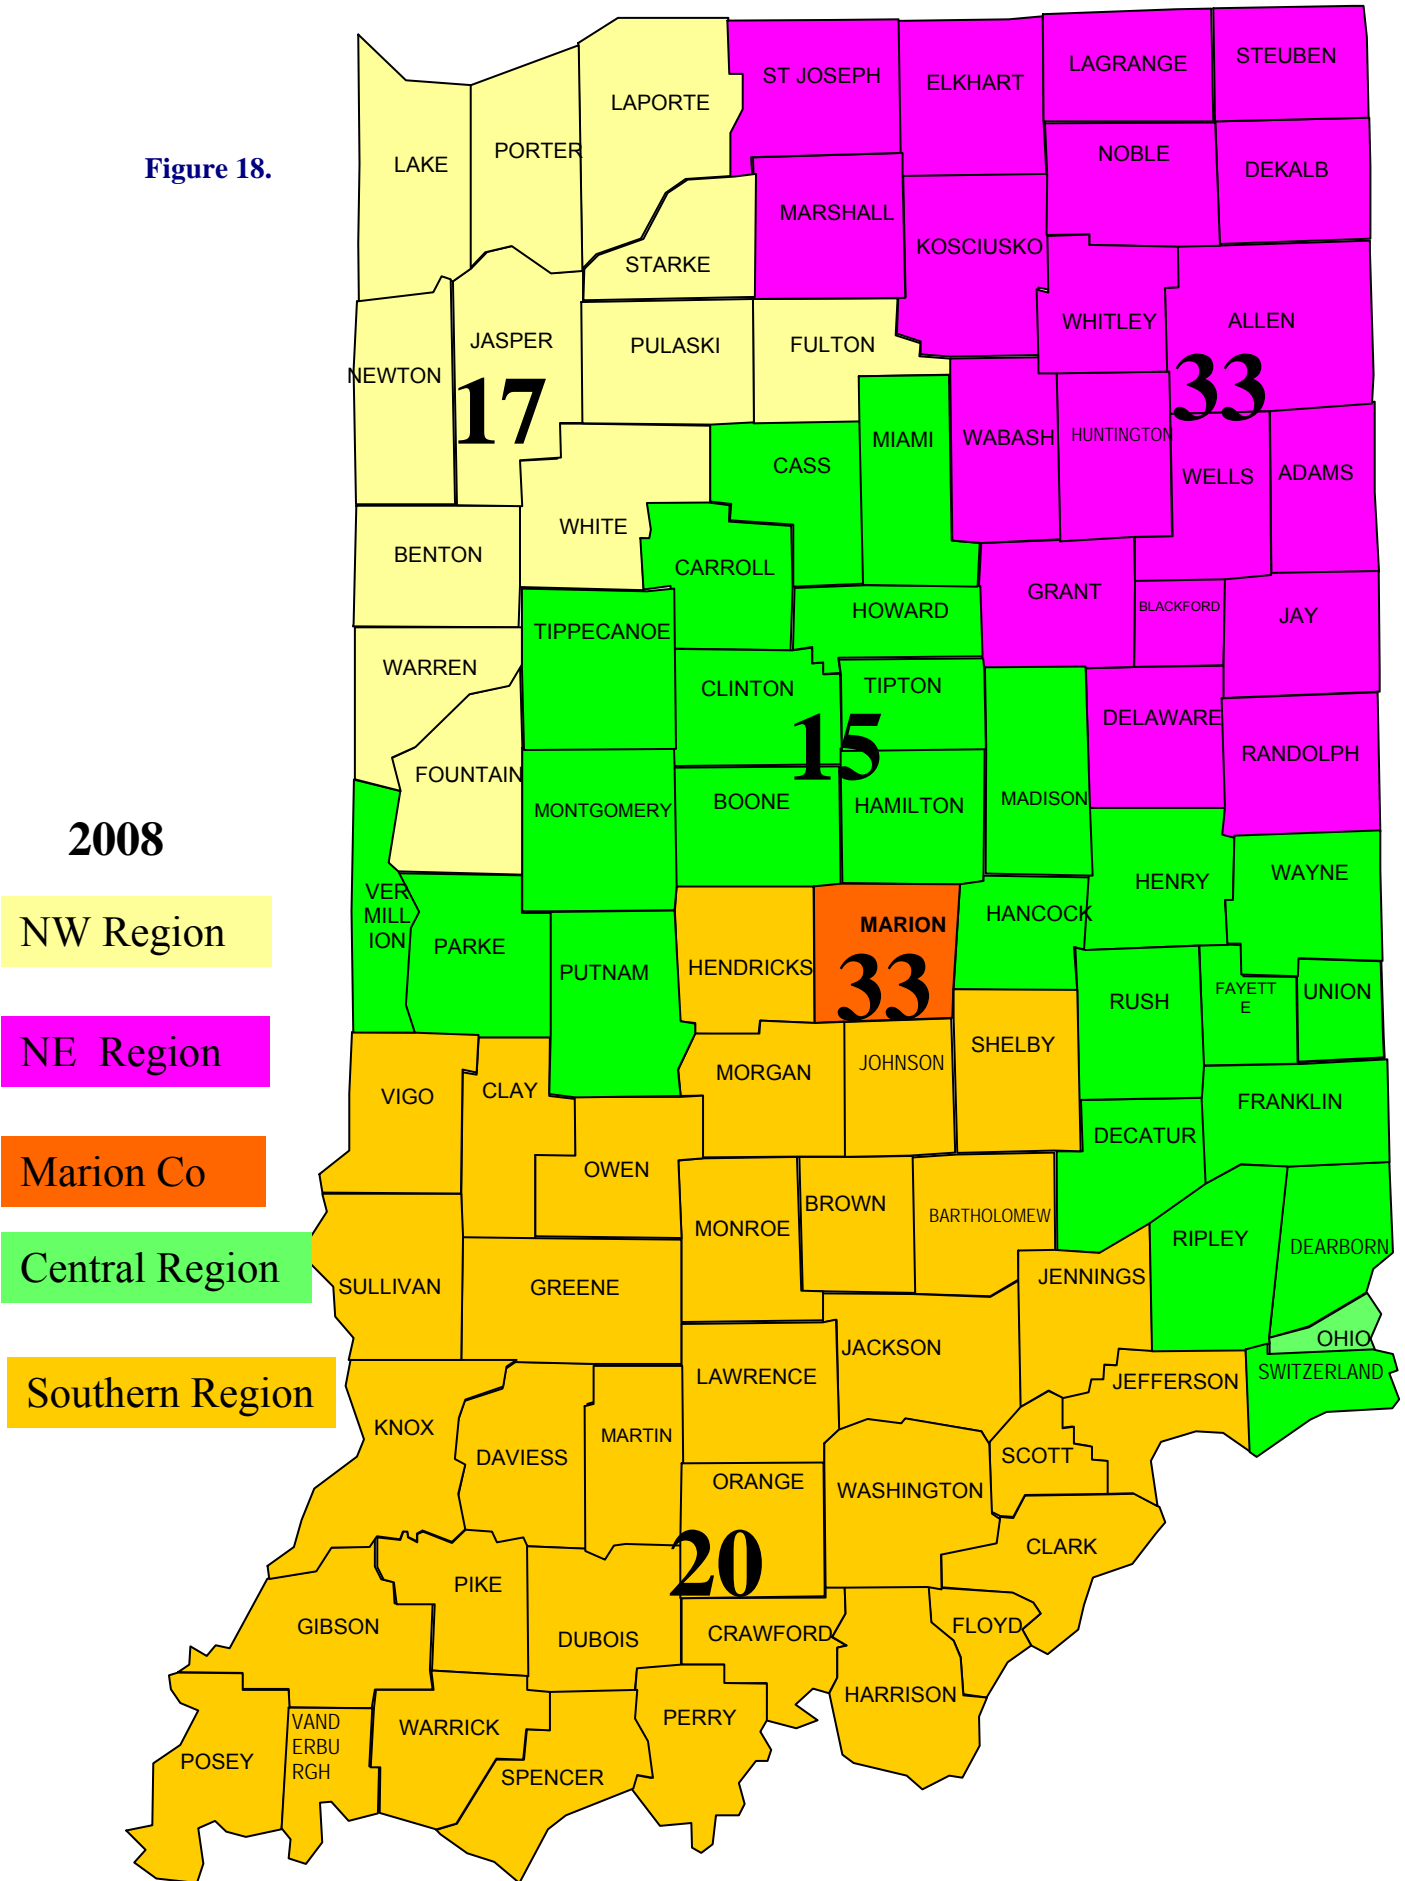 STEUBEN
LAGRANGE
ST JOSEPH
ELKHART
LAPORTE
PORTER
NOBLE
LAKE
Figure 18.
DEKALB
MARSHALL
KOSCIUSKO
STARKE
WHITLEY
ALLEN
JASPER
PULASKI
FULTON
NEWTON
17
33
MIAMI
WABASH
HUNTINGTON
CASS
WELLS
ADAMS
WHITE
BENTON
CARROLL
GRANT
BLACKFORD
HOWARD
JAY
TIPPECANOE
WARREN
CLINTON
TIPTON
DELAWARE
15
RANDOLPH
FOUNTAIN
MONTGOMERY
BOONE
HAMILTON
MADISON
2008
WAYNE
HENRY
VER
MILL
ION
HANCOCK
MARION
NW Region
PARKE
PUTNAM
HENDRICKS
33
RUSH
FAYETT
E
UNION
NE  Region
SHELBY
JOHNSON
MORGAN
CLAY
VIGO
FRANKLIN
DECATUR
Marion Co
OWEN
BROWN
BARTHOLOMEW
MONROE
RIPLEY
DEARBORN
Central Region
JENNINGS
SULLIVAN
GREENE
OHIO
JACKSON
SWITZERLAND
LAWRENCE
JEFFERSON
Southern Region
KNOX
MARTIN
DAVIESS
SCOTT
ORANGE
WASHINGTON
CLARK
20
PIKE
GIBSON
DUBOIS
CRAWFORD
FLOYD
HARRISON
PERRY
WARRICK
VAND
ERBU
RGH
POSEY
SPENCER